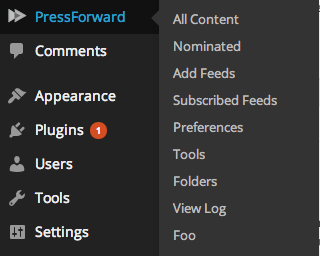 PressForward
Comments
Appearance
Plugins 1
Users
Tools
Settings
All Content
Nominated
Add Feeds
Subscribed Feeds
Preferences
Tools
Folders
View Log
Foo